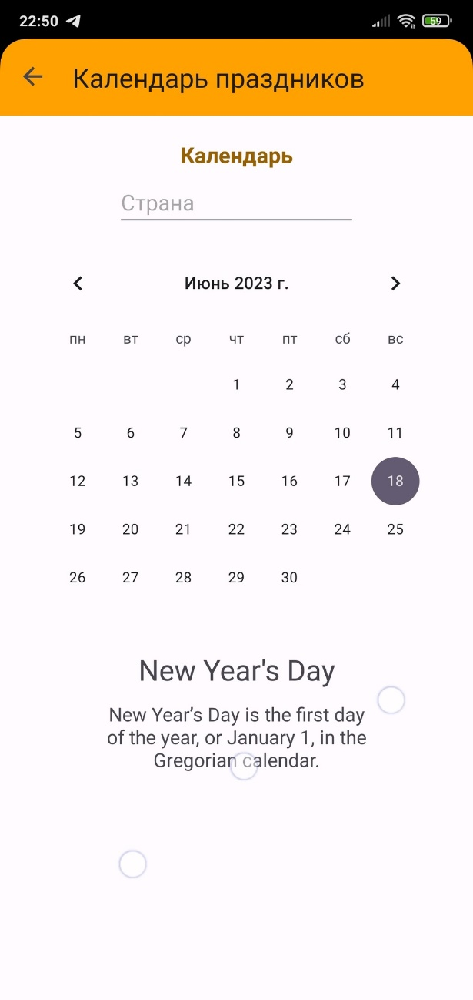 22:50 59
Календарь праздников
Календарь
Страна
Июнь 2023 г.
пн вт ср чт пт сб вс
1 2 3 4
5 6 7 8 9 10 11
12 13 14 15 16 17 18
19 20 21 22 23 24 25
26 27 28 29 30
New Year's Day
New Year’s Day is the first day
of the year, or January 1, in the
Gregorian calendar.